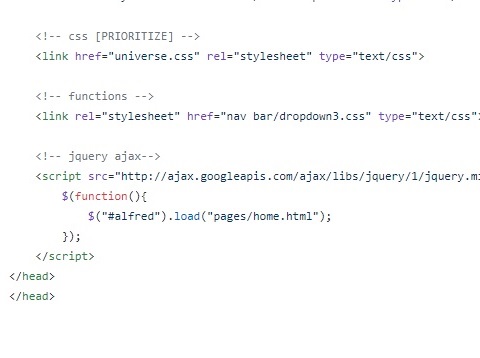 <!-- css [PRIORITIZE] -->
<link href="universe.css" rel="stylesheet" type="text/css">
<!-- functions -->
<link rel="stylesheet" href="nav bar/dropdown3.css" type="text/css"
<!-- jquery ajax-->
<script src="http://ajax.googleapis.com/ajax/libs/jquery/1/jquery.mi
$(function(){
$("#alfred").load("pages/home.html");
});
</script>
</head>
</head>